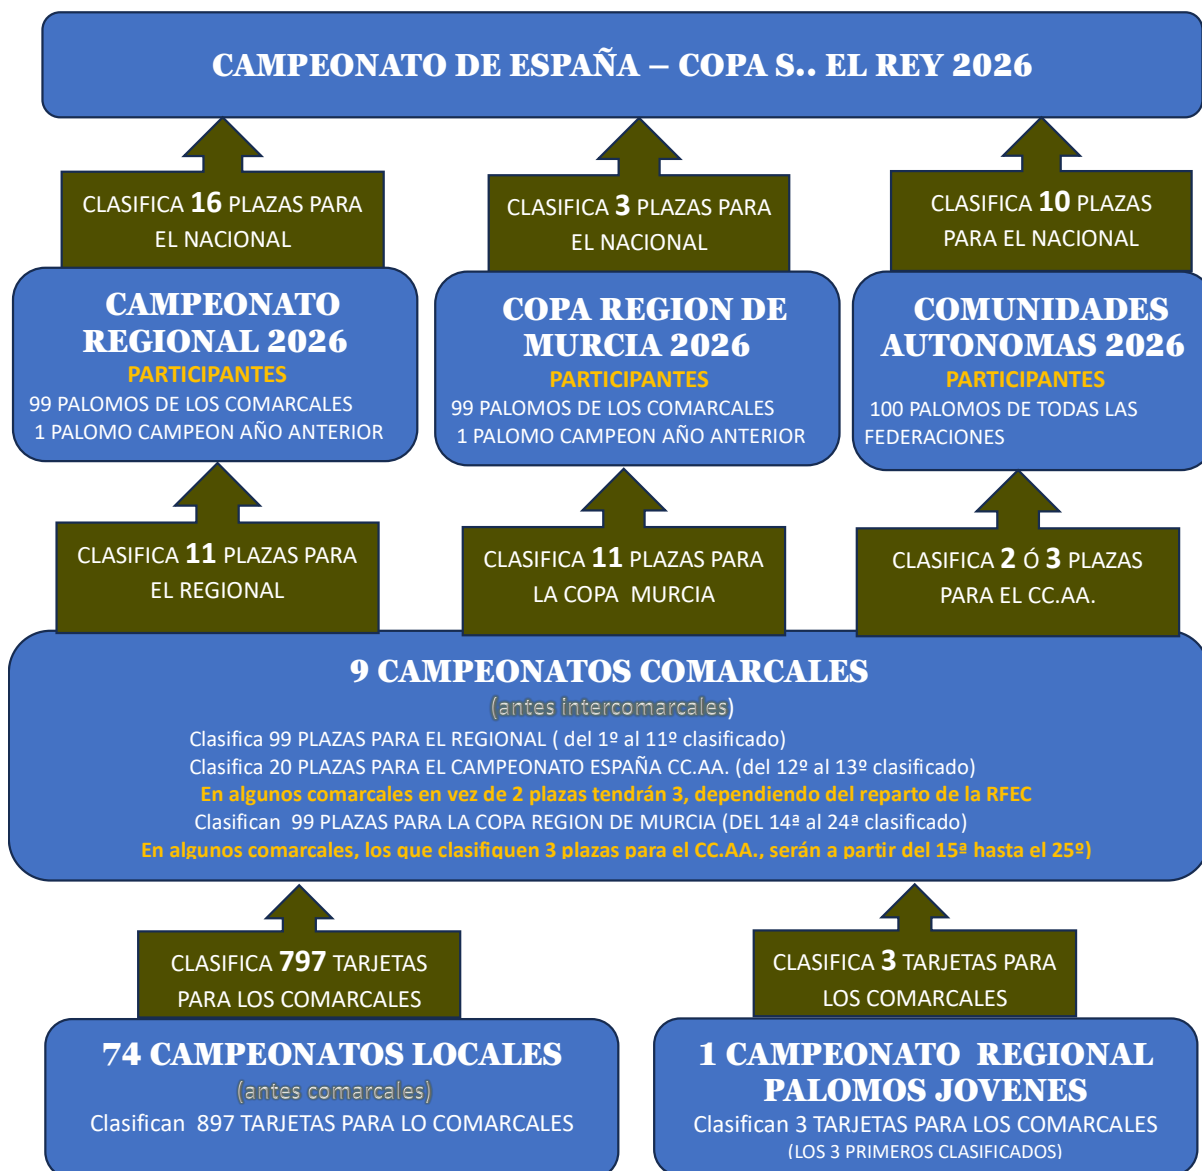 CAMPEONATO DE ESPAÑA – COPA S.. EL REY 2026
CLASIFICA 16 PLAZAS PARA
EL NACIONAL
CLASIFICA 3 PLAZAS PARA
EL NACIONAL
CLASIFICA 10 PLAZAS
PARA EL NACIONAL
CAMPEONATO
REGIONAL 2026
PARTICIPANTES
99 PALOMOS DE LOS COMARCALES
1 PALOMO CAMPEON AÑO ANTERIOR
COPA REGION DE
MURCIA 2026
PARTICIPANTES
99 PALOMOS DE LOS COMARCALES
1 PALOMO CAMPEON AÑO ANTERIOR
COMUNIDADES
AUTONOMAS 2026
PARTICIPANTES
100 PALOMOS DE TODAS LAS
FEDERACIONES
CLASIFICA 11 PLAZAS PARA
EL REGIONAL
CLASIFICA 11 PLAZAS PARA
LA COPA MURCIA
CLASIFICA 2 Ó 3 PLAZAS
PARA EL CC.AA.
9 CAMPEONATOS COMARCALES
(antes intercomarcales)
Clasifica 99 PLAZAS PARA EL REGIONAL ( del 1º al 11º clasificado)
Clasifica 20 PLAZAS PARA EL CAMPEONATO ESPAÑA CC.AA. (del 12º al 13º clasificado)
En algunos comarcales en vez de 2 plazas tendrán 3, dependiendo del reparto de la RFEC
Clasifican 99 PLAZAS PARA LA COPA REGION DE MURCIA (DEL 14ª al 24ª clasificado)
En algunos comarcales, los que clasifiquen 3 plazas para el CC.AA., serán a partir del 15ª hasta el 25º)
CLASIFICA 797 TARJETAS
PARA LOS COMARCALES
CLASIFICA 3 TARJETAS PARA
LOS COMARCALES
74 CAMPEONATOS LOCALES
(antes comarcales)
Clasifican 897 TARJETAS PARA LO COMARCALES
1 CAMPEONATO REGIONAL
PALOMOS JOVENES
Clasifican 3 TARJETAS PARA LOS COMARCALES
(LOS 3 PRIMEROS CLASIFICADOS)